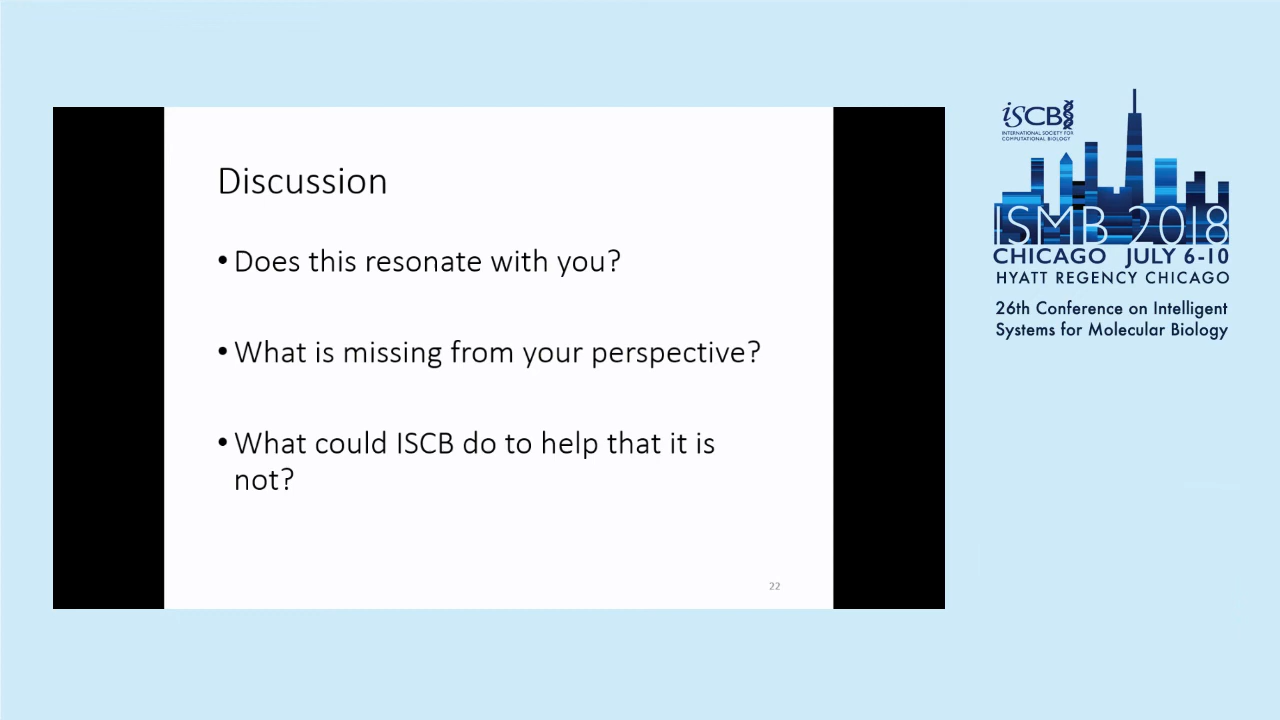 Discussion
• Does this resonate with you?
• What is missing from your perspective?
• What could ISCB do to help that it is
not?
22
iSCB
INTERNATIONAL SOCIETY FOR
COMPUTATIONAL BIOLOGY
ISMB 2018
CHICAGO JULY 6-10
HYATT REGENCY CHICAGO
26th Conference on Intelligent
Systems for Molecular Biology